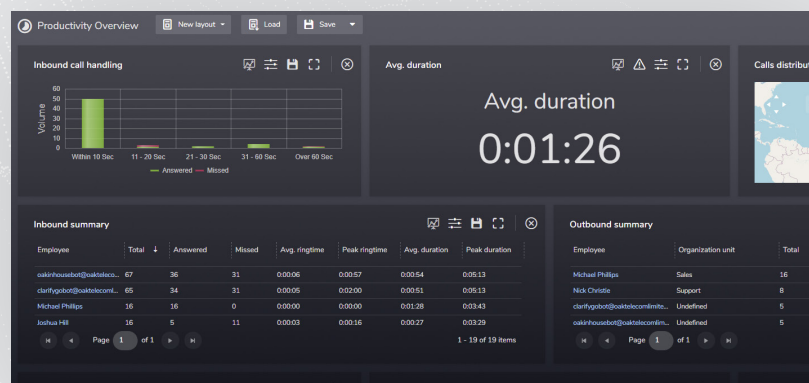 Productivity Overview
New layout
Load
Save
Inbound call handling
Volume
60
50
40
30
20
10
0
Within 10 Sec
11 - 20 Sec
21 - 30 Sec
31 - 60 Sec
Over 60 Sec
Answered
Missed
Avg. duration
Avg. duration
0:01:26
Calls distribut
Inbound summary
Employee Total Answered Missed Avg. ringtime Peak ringtime Avg. duration Peak duration
oakinhousebot@oakteleco... 67 36 31 0:00:06 0:00:57 0:00:54 0:05:13
clarifygobot@oaktelecoml... 65 34 31 0:00:05 0:02:00 0:00:51 0:05:13
Michael Phillips 16 16 0 0:00:00 0:00:00 0:01:28 0:03:43
Joshua Hill 16 5 11 0:00:03 0:00:16 0:00:27 0:03:29
Page 1 of 1
1 - 19 of 19 items
Outbound summary
Employee Organization unit Total
Michael Phillips Sales 16
Nick Christie Support 8
clarifygobot@oaktelecomlimite... Undefined 5
oakinhousebot@oaktelecomlim... Undefined 5
Page 1 of 1